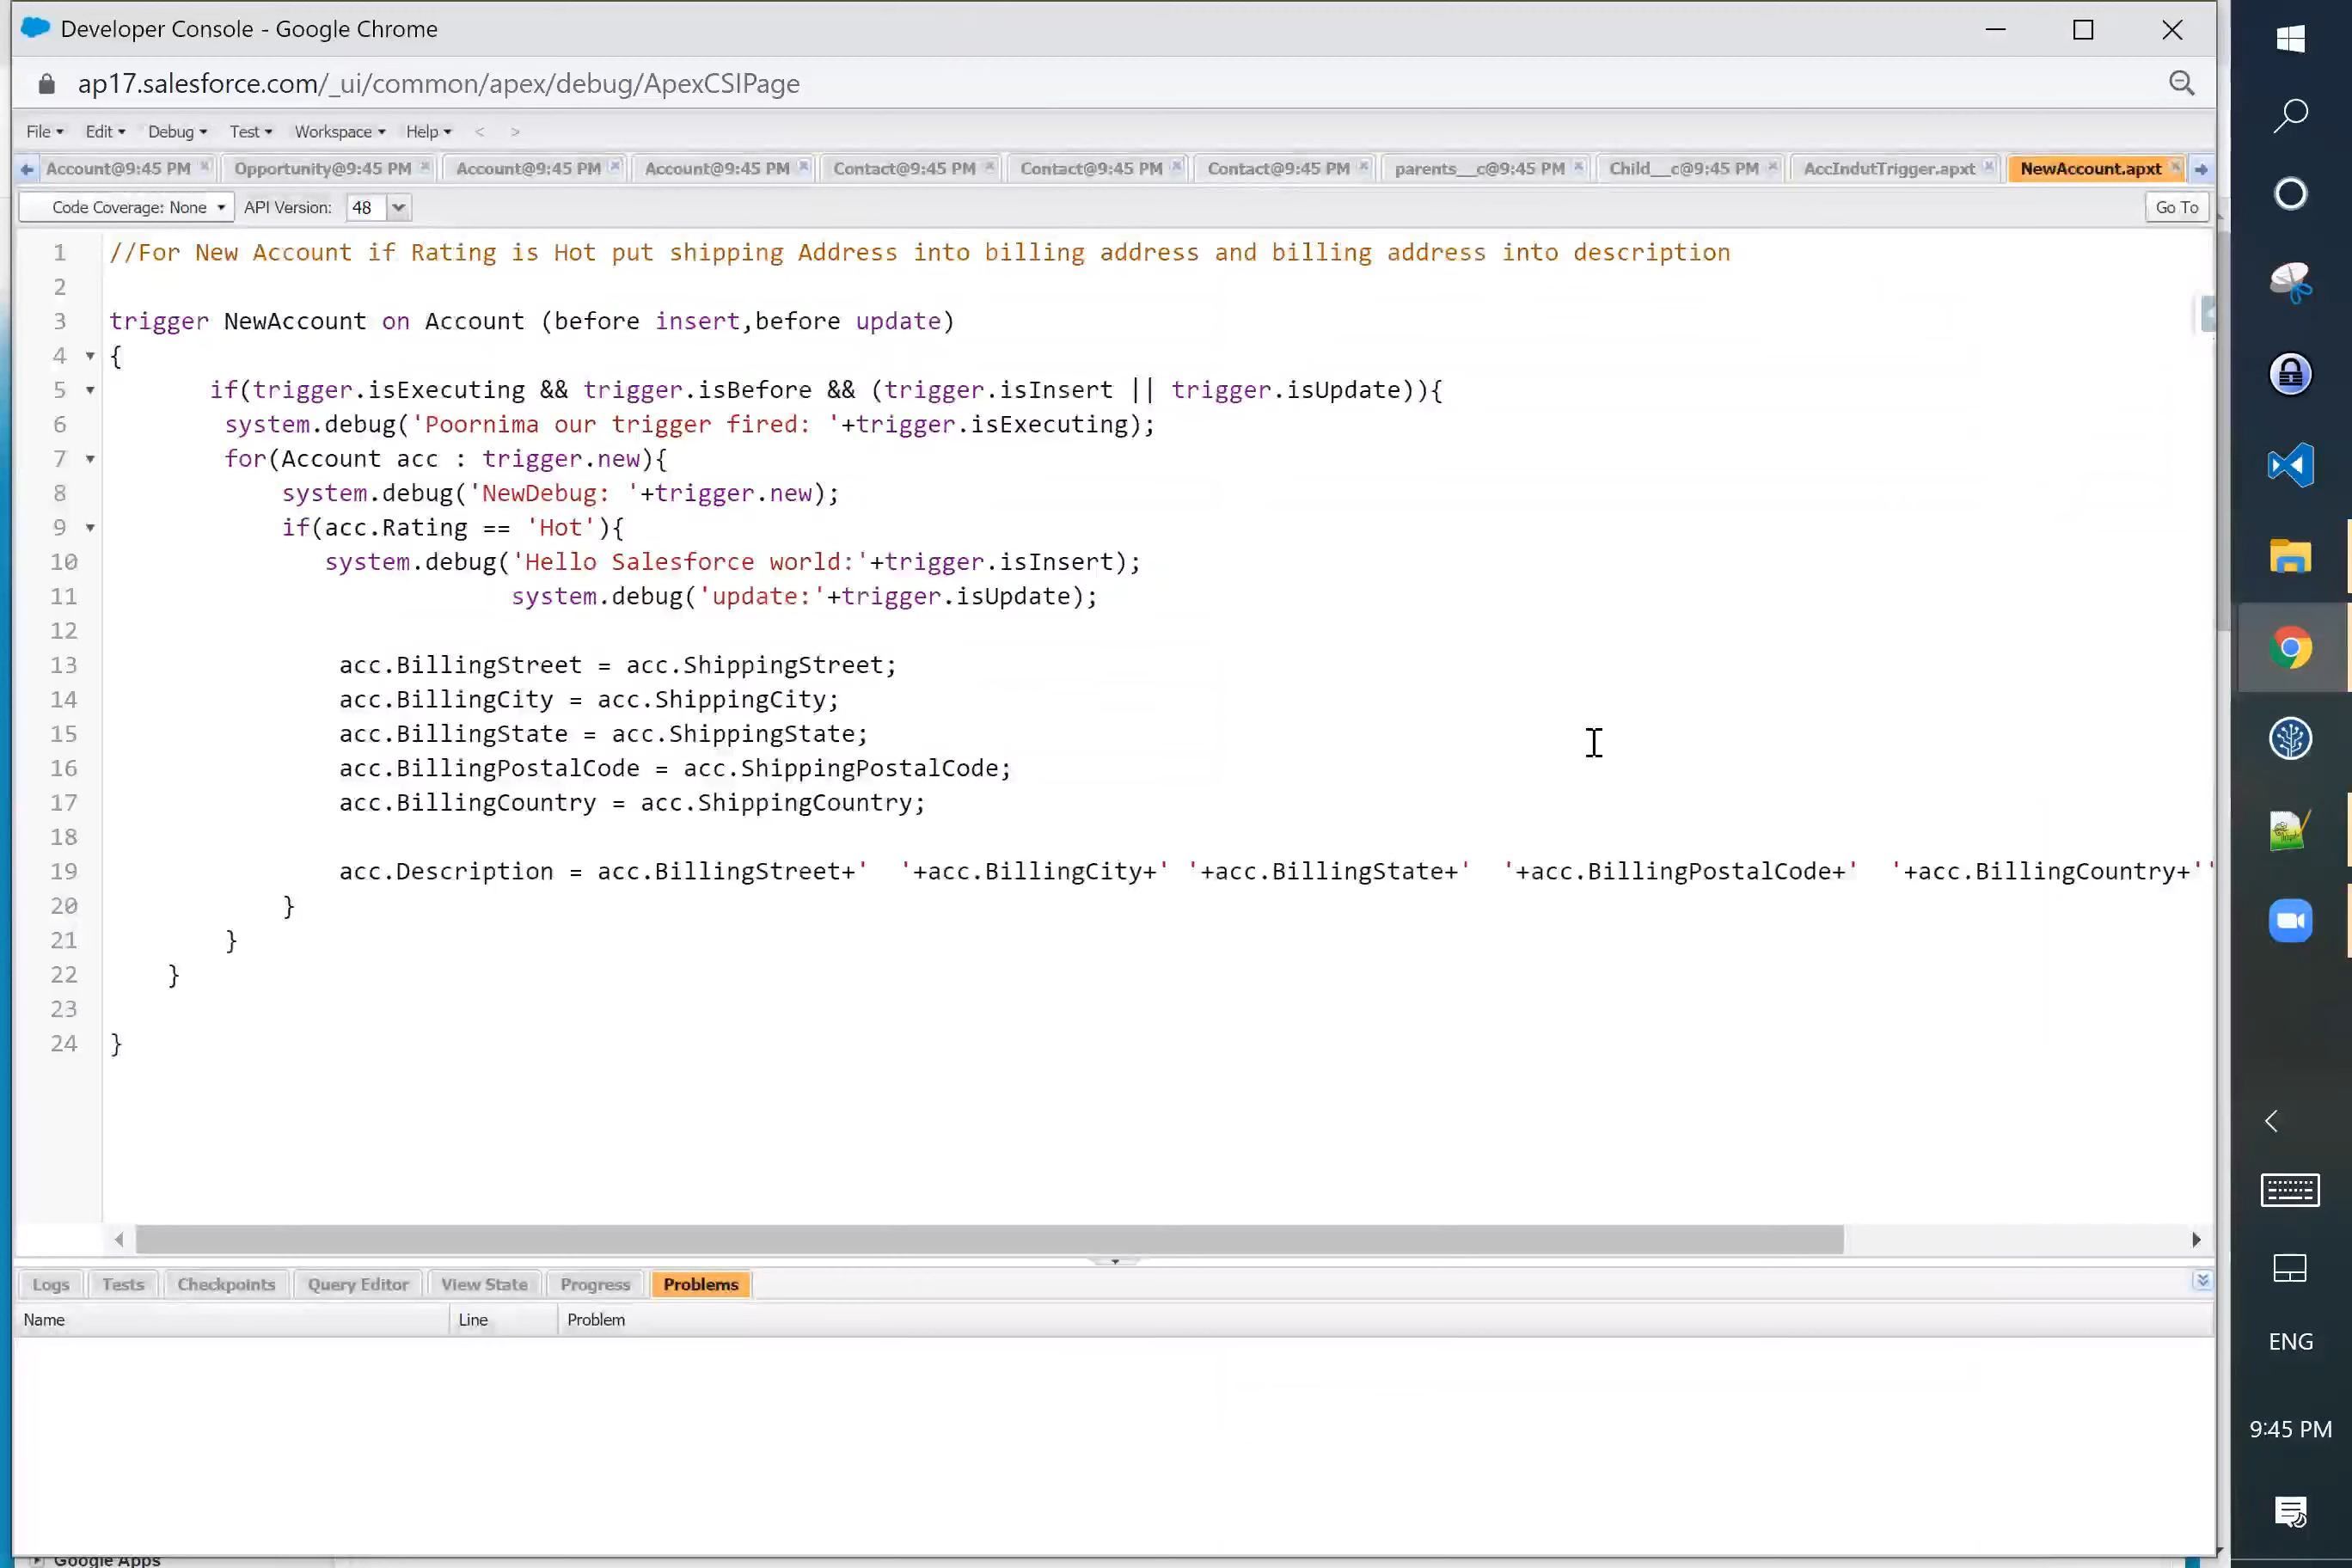 Developer Console - Google Chrome
ap17.salesforce.com/_ui/common/apex/debug/ApexCSIPage
File Edit Debug Test Workspace Help < >
Account@9:45 PM Opportunity@9:45 PM Account@9:45 PM Account@9:45 PM Contact@9:45 PM Contact@9:45 PM Contact@9:45 PM parents__c@9:45 PM Child__c@9:45 PM AccIndutTrigger.apxt NewAccount.apxt
Code Coverage: None API Version: 48 Go To
1 //For New Account if Rating is Hot put shipping Address into billing address and billing address into description
2
3 trigger NewAccount on Account (before insert,before update)
4 {
5 if(trigger.isExecuting && trigger.isBefore && (trigger.isInsert || trigger.isUpdate)){
6 system.debug('Poornima our trigger fired: '+trigger.isExecuting);
7 for(Account acc : trigger.new){
8 system.debug('NewDebug: '+trigger.new);
9 if(acc.Rating == 'Hot'){
10 system.debug('Hello Salesforce world:'+trigger.isInsert);
11 system.debug('update:'+trigger.isUpdate);
12
13 acc.BillingStreet = acc.ShippingStreet;
14 acc.BillingCity = acc.ShippingCity;
15 acc.BillingState = acc.ShippingState;
16 acc.BillingPostalCode = acc.ShippingPostalCode;
17 acc.BillingCountry = acc.ShippingCountry;
18
19 acc.Description = acc.BillingStreet+'  '+acc.BillingCity+' '+acc.BillingState+'  '+acc.BillingPostalCode+'  '+acc.BillingCountry+''
20 }
21 }
22 }
23
24 }
Logs Tests Checkpoints Query Editor View State Progress Problems
Name Line Problem
Google Apps
ENG
9:45 PM